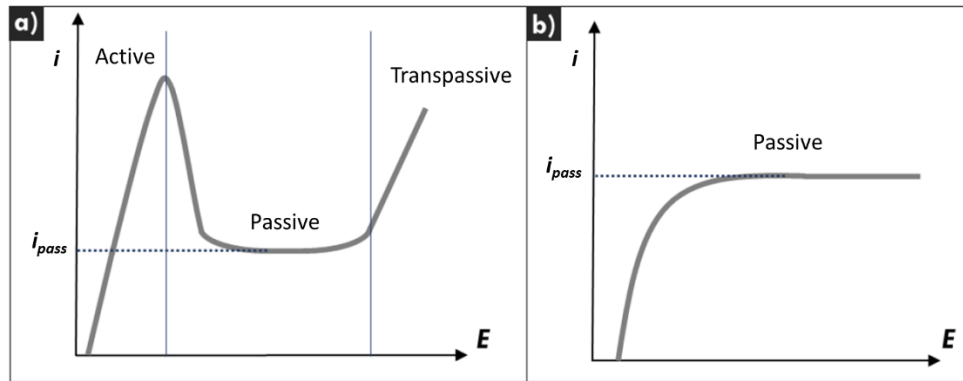 a)
i
Active
Transpassive
Passive
i_pass
E
b)
i
Passive
i_pass
E